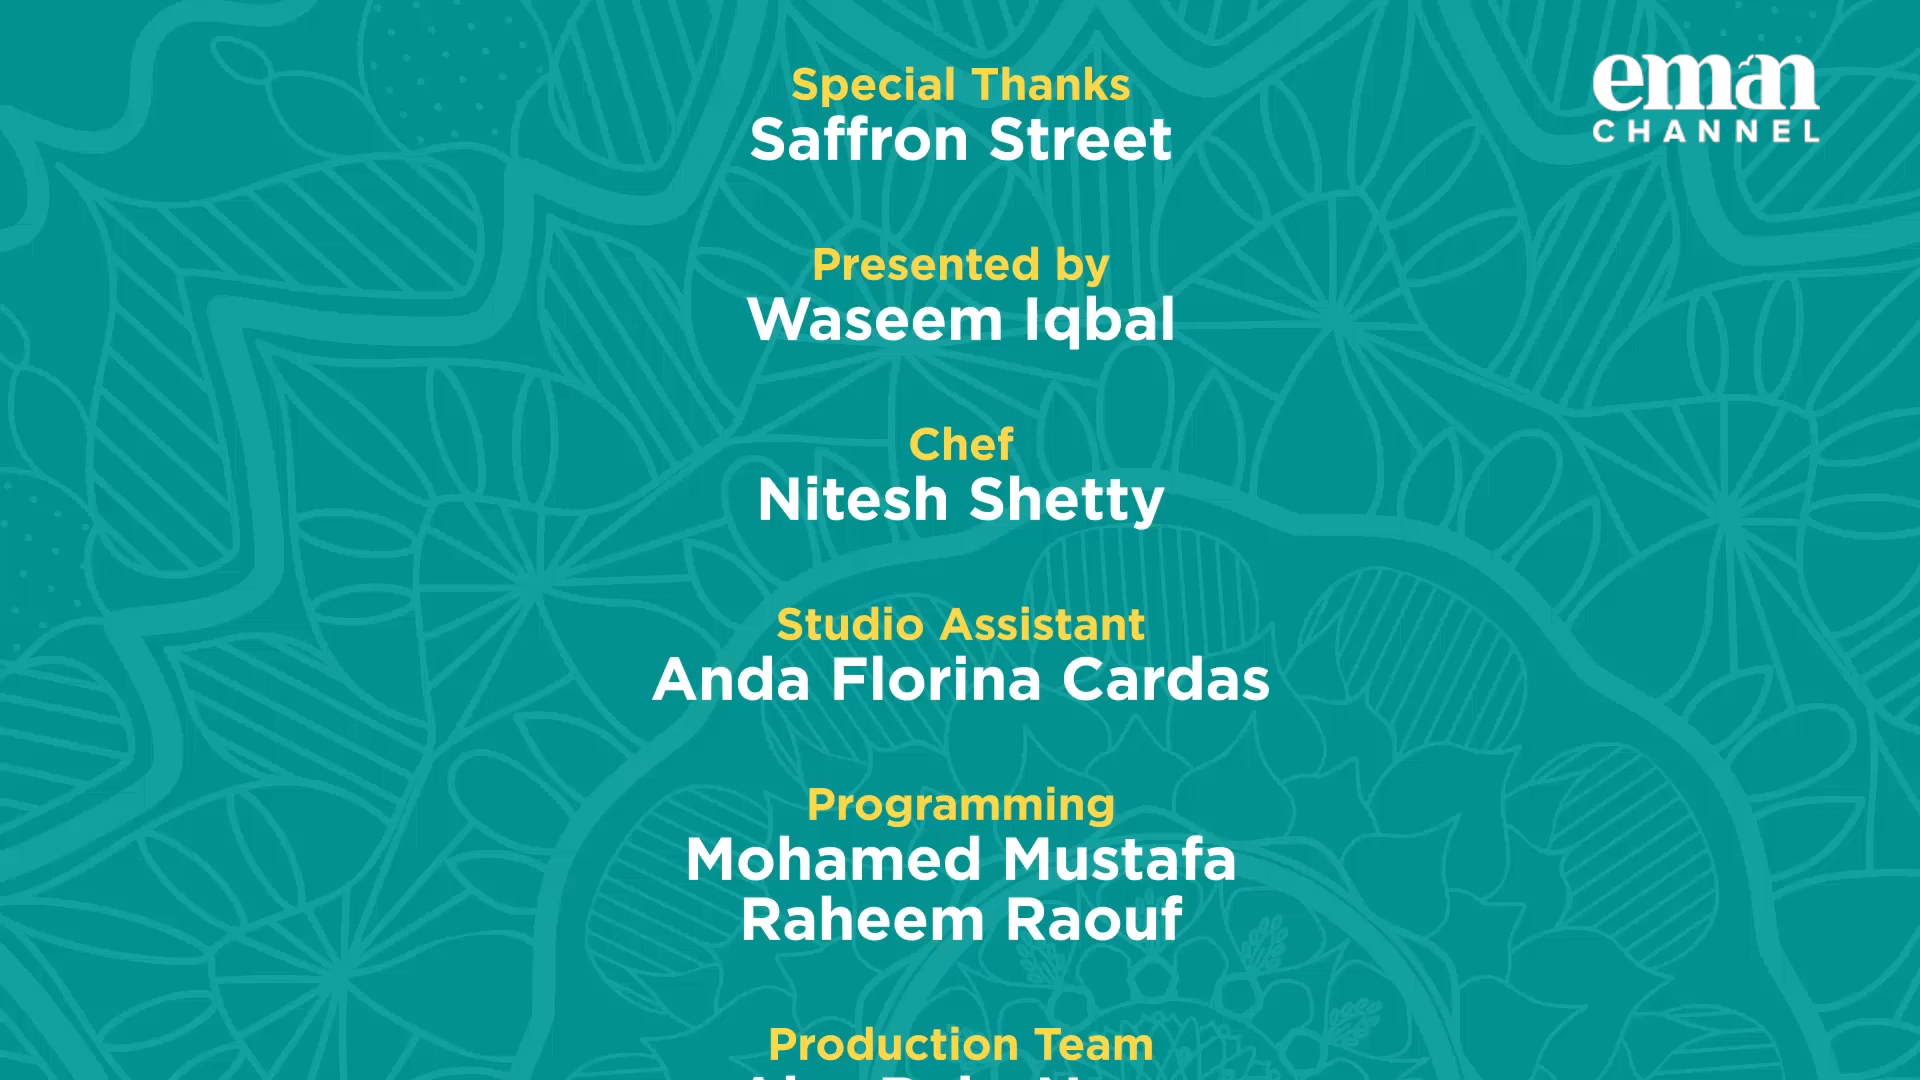 eman
CHANNEL
Special Thanks
Saffron Street
Presented by
Waseem Iqbal
Chef
Nitesh Shetty
Studio Assistant
Anda Florina Cardas
Programming
Mohamed Mustafa
Raheem Raouf
Production Team